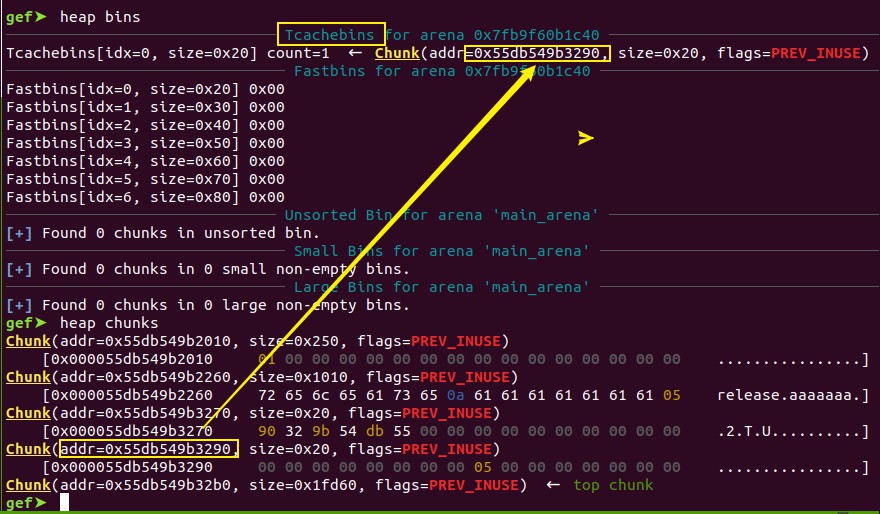 gef➤ heap bins
Tcachebins for arena 0x7fb9f60b1c40
Tcachebins[idx=0, size=0x20] count=1 ← Chunk(addr=0x55db549b3290, size=0x20, flags=PREV_INUSE)
Fastbins for arena 0x7fb9f60b1c40
Fastbins[idx=0, size=0x20] 0x00
Fastbins[idx=1, size=0x30] 0x00
Fastbins[idx=2, size=0x40] 0x00
Fastbins[idx=3, size=0x50] 0x00
Fastbins[idx=4, size=0x60] 0x00
Fastbins[idx=5, size=0x70] 0x00
Fastbins[idx=6, size=0x80] 0x00
Unsorted Bin for arena 'main_arena'
[+] Found 0 chunks in unsorted bin.
Small Bins for arena 'main_arena'
[+] Found 0 chunks in 0 small non-empty bins.
Large Bins for arena 'main_arena'
[+] Found 0 chunks in 0 large non-empty bins.
gef➤ heap chunks
Chunk(addr=0x55db549b2010, size=0x250, flags=PREV_INUSE)
[0x000055db549b2010 01 00 00 00 00 00 00 00 00 00 00 00 00 00 00 00 ................]
Chunk(addr=0x55db549b2260, size=0x1010, flags=PREV_INUSE)
[0x000055db549b2260 72 65 6c 65 61 73 65 0a 61 61 61 61 61 61 61 05 release.aaaaaaa.]
Chunk(addr=0x55db549b3270, size=0x20, flags=PREV_INUSE)
[0x000055db549b3270 90 32 9b 54 db 55 00 00 00 00 00 00 00 00 00 00 .2.T.U..........]
Chunk(addr=0x55db549b3290, size=0x20, flags=PREV_INUSE)
[0x000055db549b3290 00 00 00 00 00 00 00 00 05 00 00 00 00 00 00 00 ................]
Chunk(addr=0x55db549b32b0, size=0x1fd60, flags=PREV_INUSE) ← top chunk
gef➤